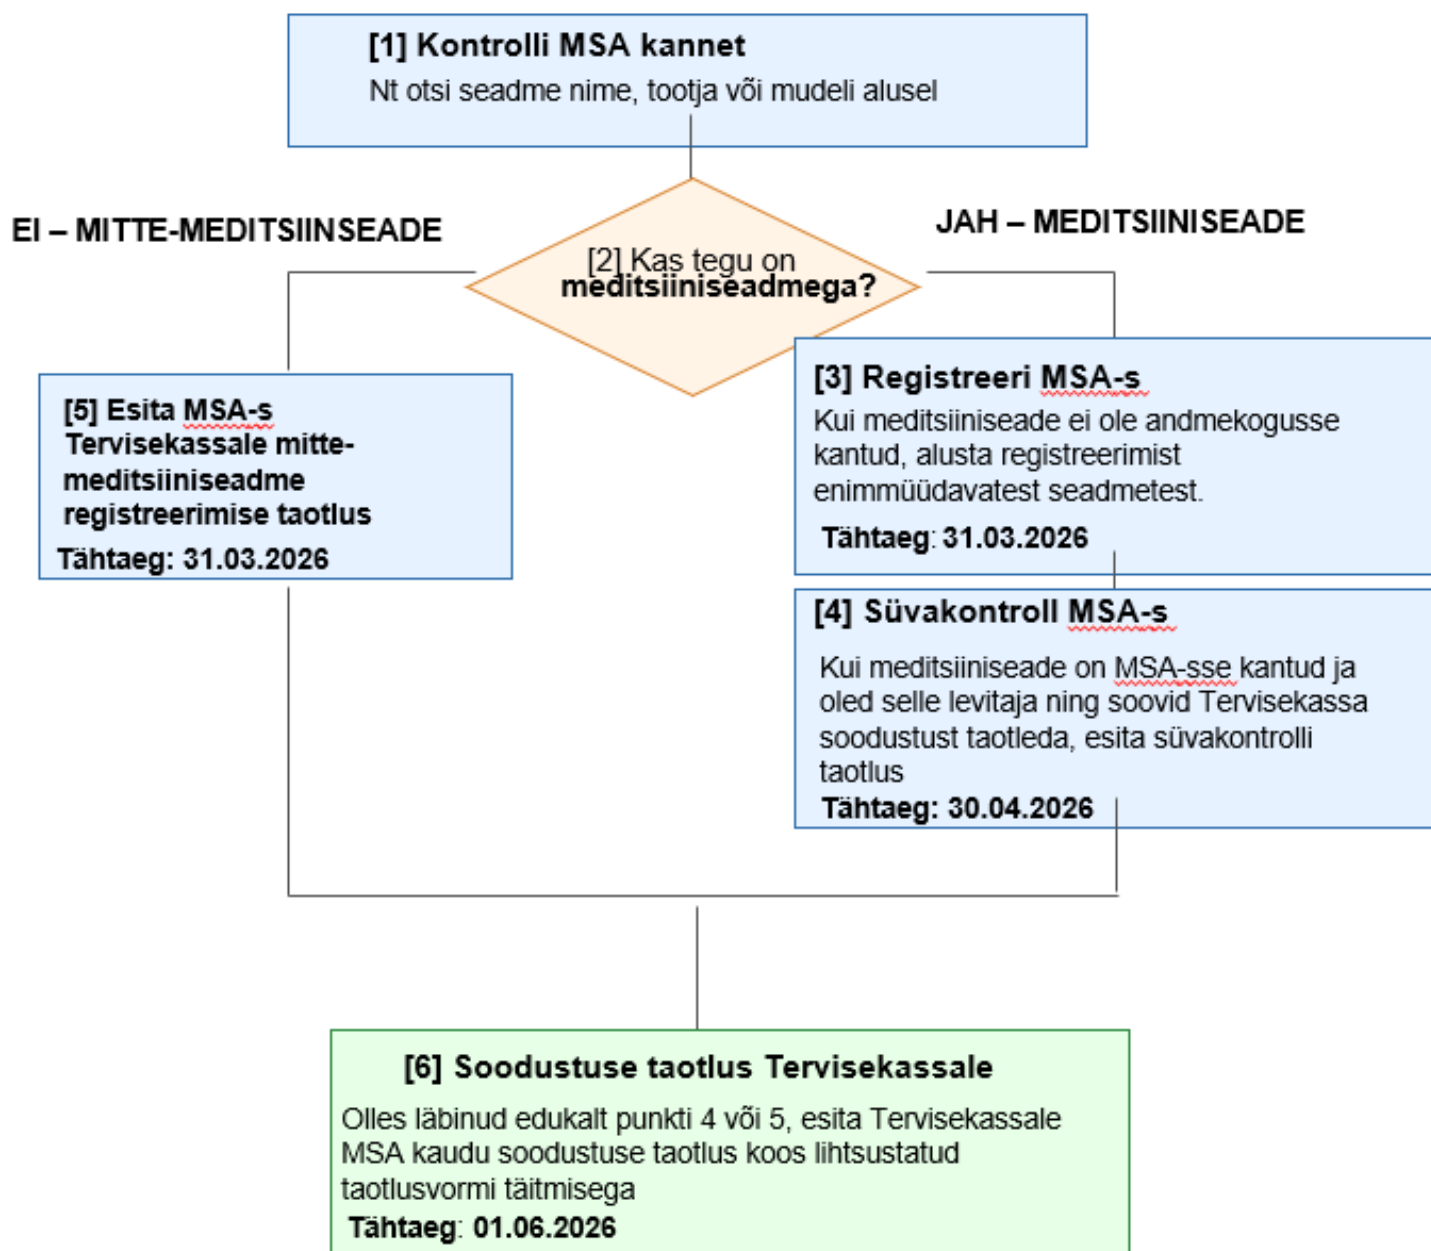 [1] Kontrolli MSA kannet
Nt otsi seadme nime, tootja või mudeli alusel
EI – MITTE-MEDITSIINSEADE
JAH – MEDITSIINISEADE
[2] Kas tegu on
meditsiiniseadmega?
[5] Esita MSA-s
Tervisekassale mitte-
meditsiiniseadme
registreerimise taotlus
Tähtaeg: 31.03.2026
[3] Registreeri MSA-s
Kui meditsiiniseade ei ole andmekogusse
kantud, alusta registreerimist
enimmüüdavatest seadmetest.
Tähtaeg: 31.03.2026
[4] Süvakontroll MSA-s
Kui meditsiiniseade on MSA-sse kantud ja
oled selle levitaja ning soovid Tervisekassa
soodustust taotleda, esita süvakontrolli
taotlus
Tähtaeg: 30.04.2026
[6] Soodustuse taotlus Tervisekassale
Olles läbinud edukalt punkti 4 või 5, esita Tervisekassale
MSA kaudu soodustuse taotlus koos lihtsustatud
taotlusvormi täitmisega
Tähtaeg: 01.06.2026